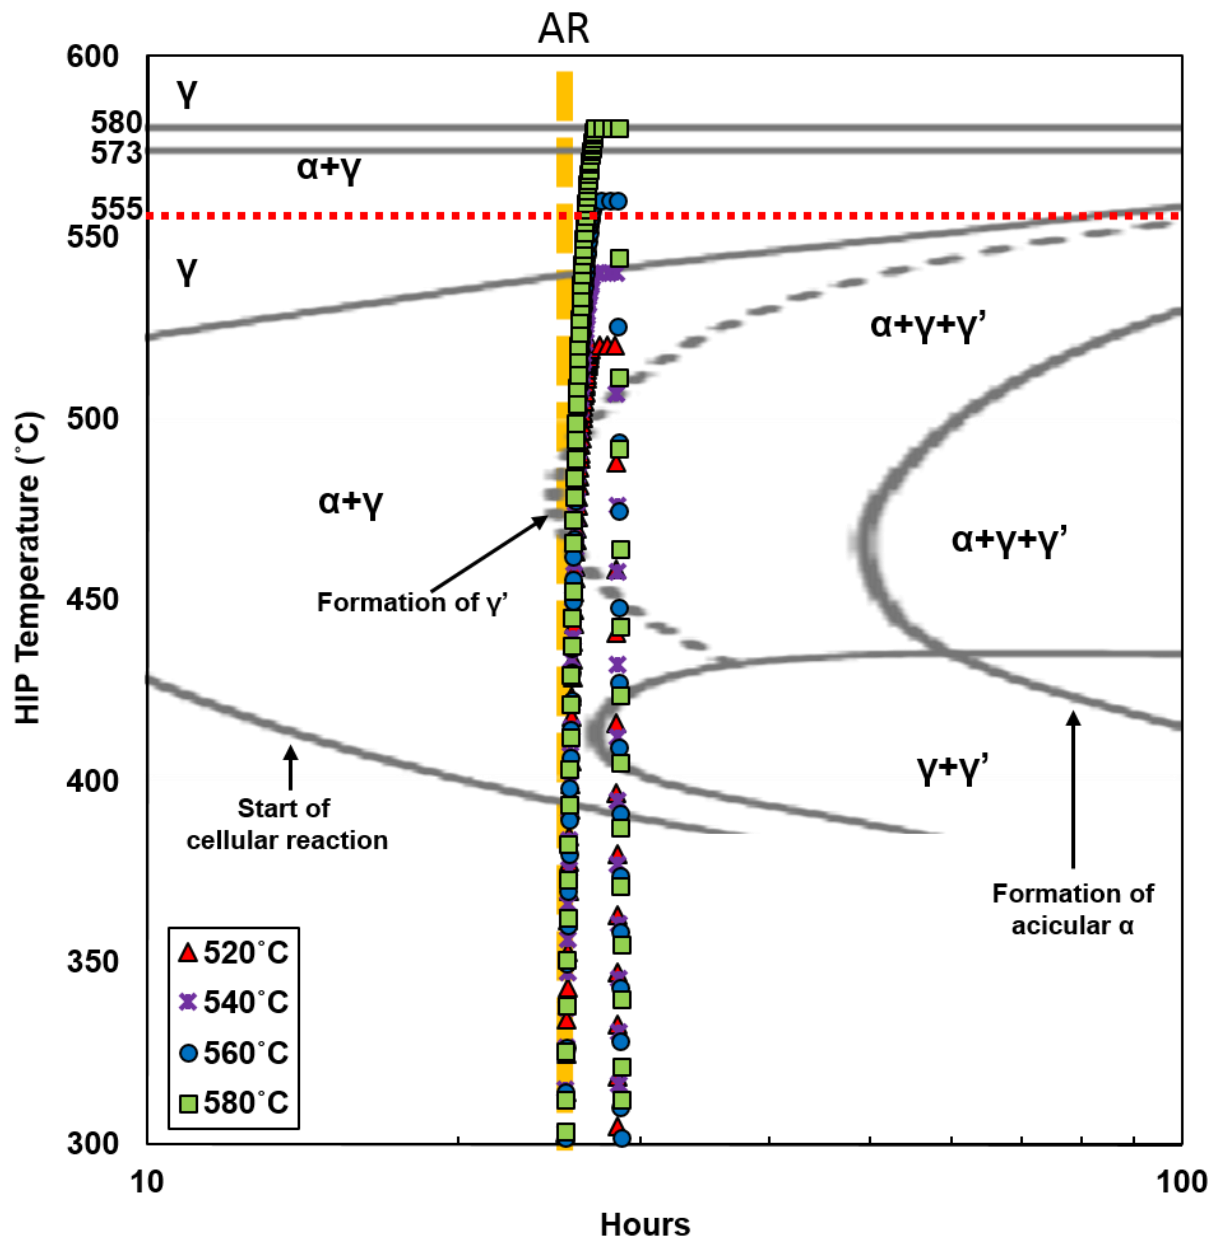 AR
600
γ
580
573
α+γ
555
550
γ
α+γ+γ’
500
α+γ
α+γ+γ’
Formation of γ’
450
HIP Temperature (˚C)
400
γ+γ’
Start of
cellular reaction
Formation of
acicular α
350
520˚C
540˚C
560˚C
580˚C
300
10
100
Hours